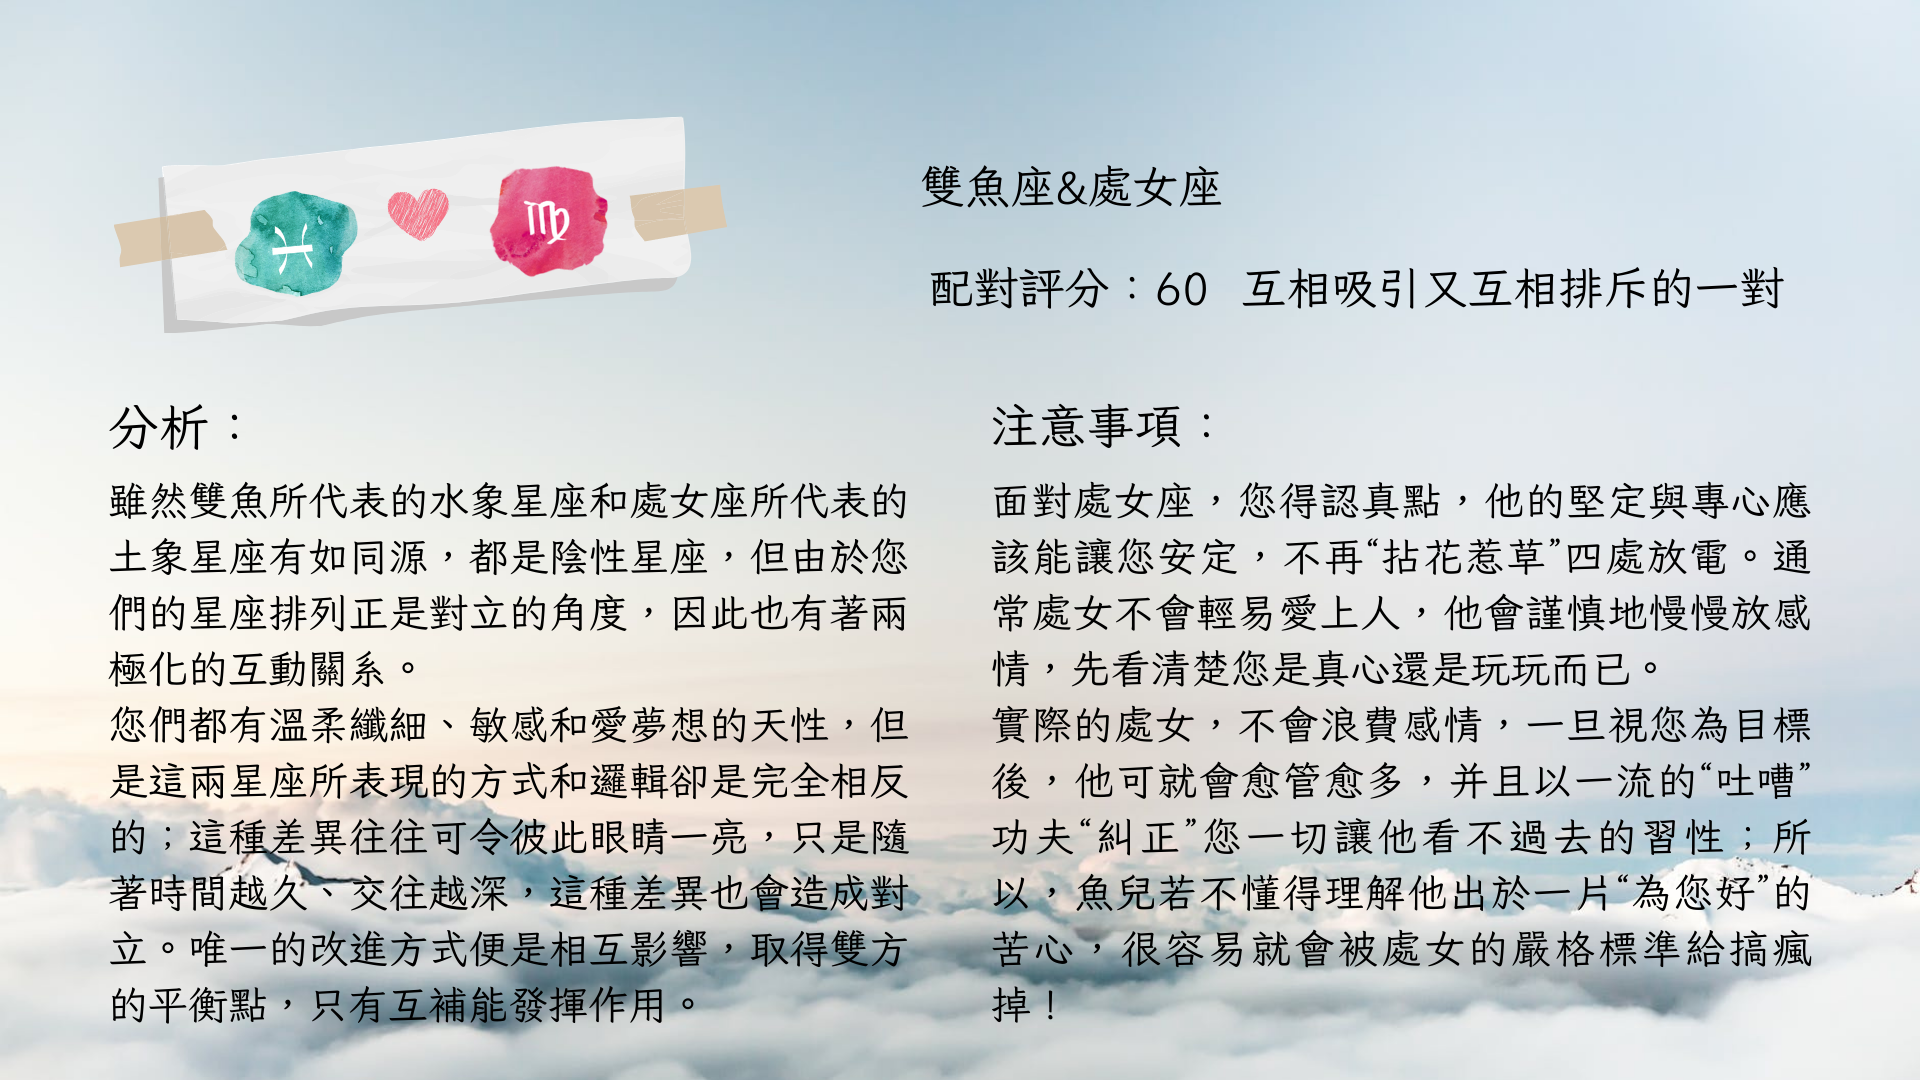 雙魚座&處女座
配對評分：60 互相吸引又互相排斥的一對
分析：
雖然雙魚所代表的水象星座和處女座所代表的
土象星座有如同源，都是陰性星座，但由於您
們的星座排列正是對立的角度，因此也有著兩
極化的互動關系。
您們都有溫柔纖細、敏感和愛夢想的天性，但
是這兩星座所表現的方式和邏輯卻是完全相反
的；這種差異往往可令彼此眼睛一亮，只是隨
著時間越久、交往越深，這種差異也會造成對
立。唯一的改進方式便是相互影響，取得雙方
的平衡點，只有互補能發揮作用。
注意事項：
面對處女座，您得認真點，他的堅定與專心應
該能讓您安定，不再“拈花惹草”四處放電。通
常處女不會輕易愛上人，他會謹慎地慢慢放感
情，先看清楚您是真心還是玩玩而已。
實際的處女，不會浪費感情，一旦視您為目標
後，他可就會愈管愈多，并且以一流的“吐嘈”
功夫“糾正”您一切讓他看不過去的習性；所
以，魚兒若不懂得理解他出於一片“為您好”的
苦心，很容易就會被處女的嚴格標準給搞瘋
掉！